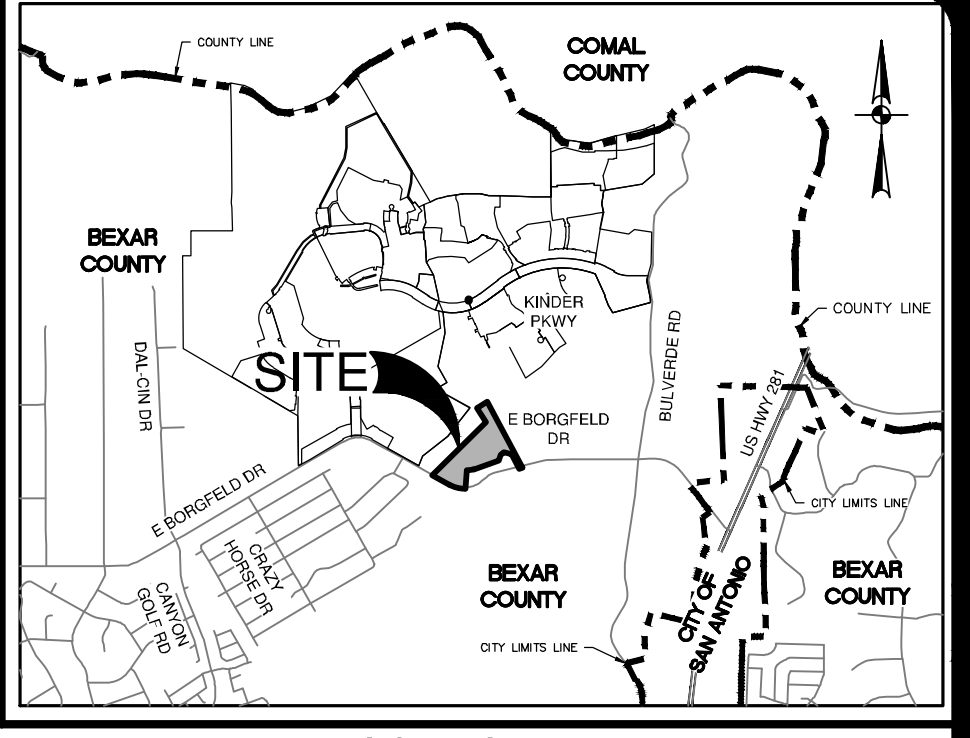 COUNTY LINE
COMAL
COUNTY
BEXAR
COUNTY
KINDER
PKWY
COUNTY LINE
DAL-CIN DR
SITE
BULVERDE RD
US HWY 281
E BORGFELD
DR
E BORGFELD DR
CITY LIMITS LINE
CRAZY
HORSE DR
CANYON
GOLF RD
BEXAR
COUNTY
CITY OF
SAN ANTONIO
BEXAR
COUNTY
CITY LIMITS LINE